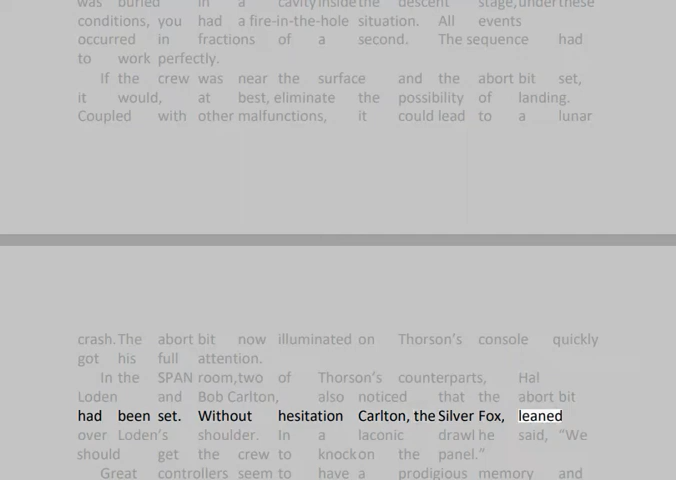 was buried in a cavity inside the descent stage, under these
conditions, you had a fire-in-the-hole situation. All events
occurred in fractions of a second. The sequence had
to work perfectly.
If the crew was near the surface and the abort bit set,
it would, at best, eliminate the possibility of landing.
Coupled with other malfunctions, it could lead to a lunar
crash. The abort bit now illuminated on Thorson's console quickly
got his full attention.
In the SPAN room, two of Thorson's counterparts, Hal
Loden and Bob Carlton, also noticed that the abort bit
had been set. Without hesitation Carlton, the Silver Fox, leaned
over Loden's shoulder. In a laconic drawl he said, "We
should get the crew to knock on the panel."
Great controllers seem to have a prodigious memory and